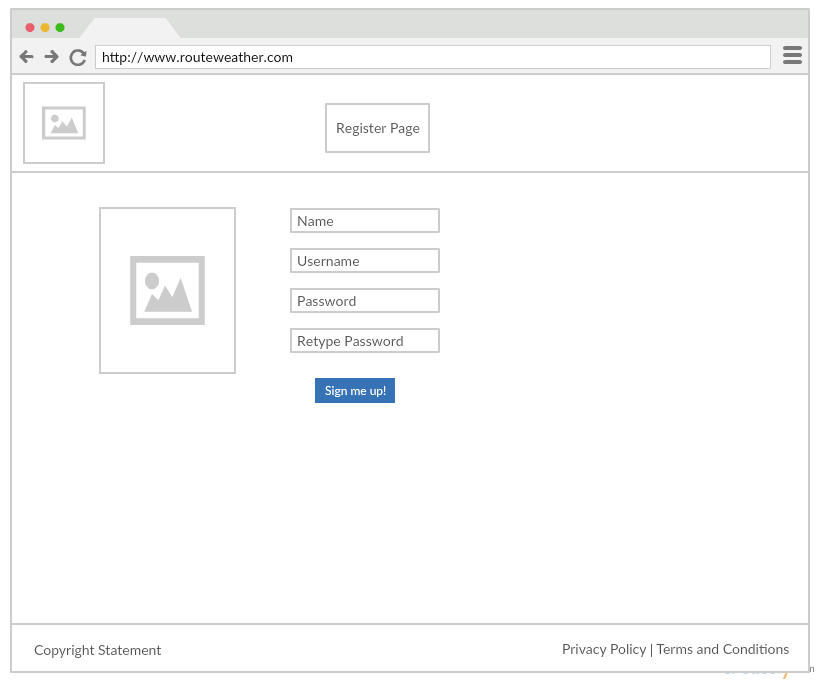 http://www.routeweather.com
Register Page
Name
Username
Password
Retype Password
Sign me up!
Copyright Statement
Privacy Policy | Terms and Conditions